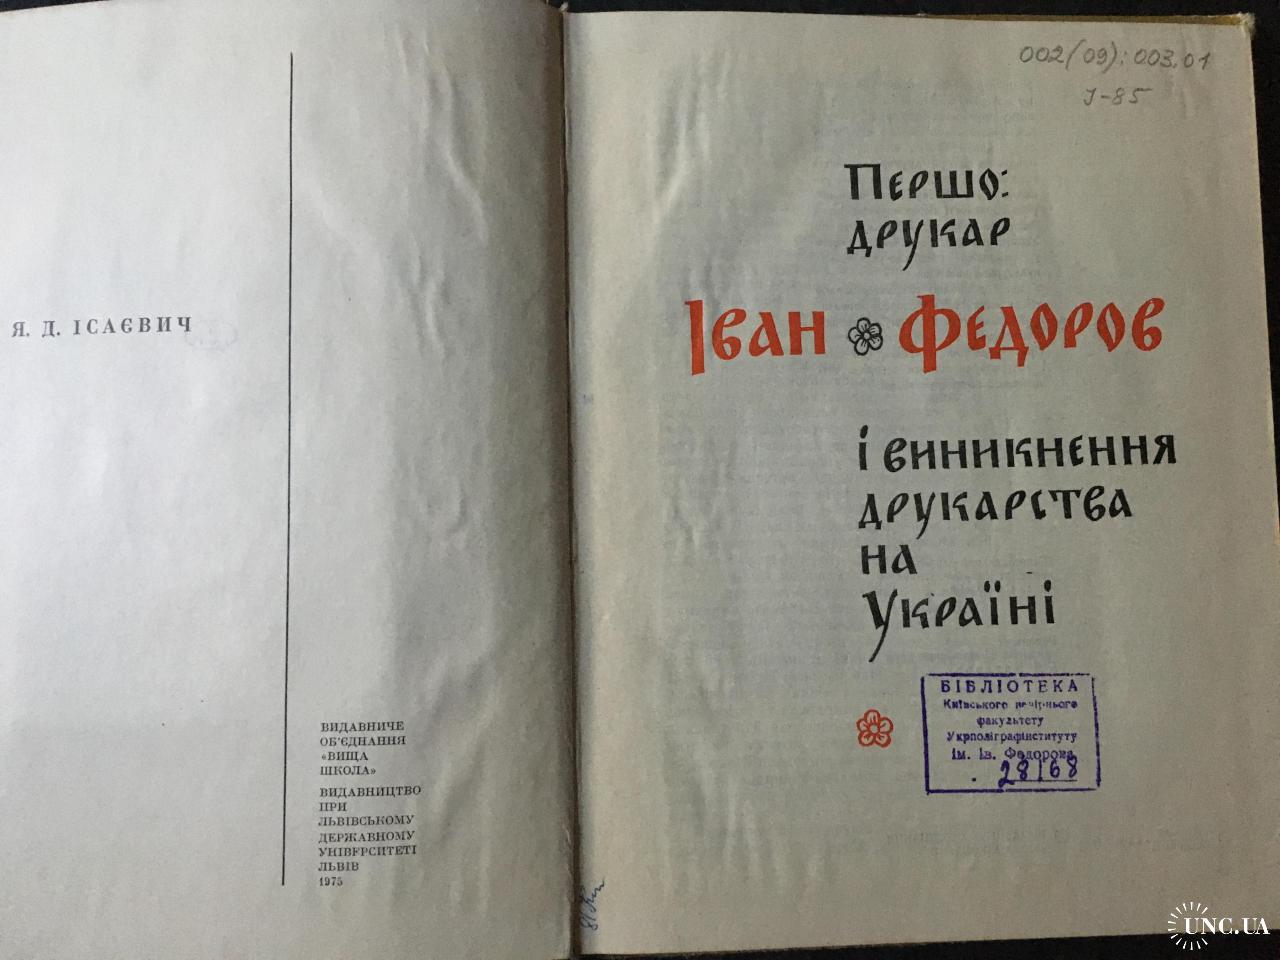 Я. Д. ІСАЄВИЧ
ВИДАВНИЧЕ
ОБ'ЄДНАННЯ
«ВИЩА
ШКОЛА»
ВИДАВНИЦТВО
ПРИ
ЛЬВІВСЬКОМУ
ДЕРЖАВНОМУ
УНІВЕРСИТЕТІ
ЛЬВІВ
1975
002(09):003.01
І-85
Першо:
друкар
Іван Федоров
і виникнення
друкарства
на
Україні
БІБЛІОТЕКА
Київського вечірнього
факультету
Укрполіграфінституту
ім. Ів. Федорова
28168
UNC.UA